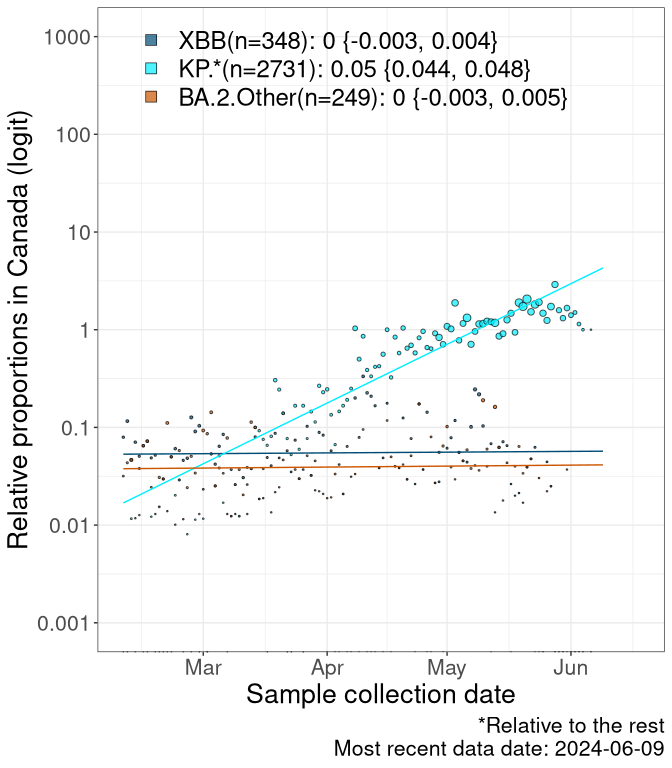 XBB(n=348): 0 {-0.003, 0.004}
KP.*(n=2731): 0.05 {0.044, 0.048}
BA.2.Other(n=249): 0 {-0.003, 0.005}
Relative proportions in Canada (logit)
1000
100
10
1
0.1
0.01
0.001
Mar Apr May Jun
Sample collection date
*Relative to the rest
Most recent data date: 2024-06-09